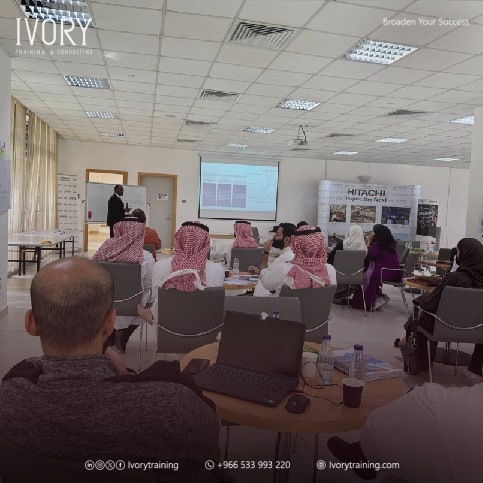 IVORY
TRAINING & CONSULTING
Broaden Your Success
HITACHI
Inspire the Next
Ivorytraining
+966 533 993 220
Ivorytraining.com